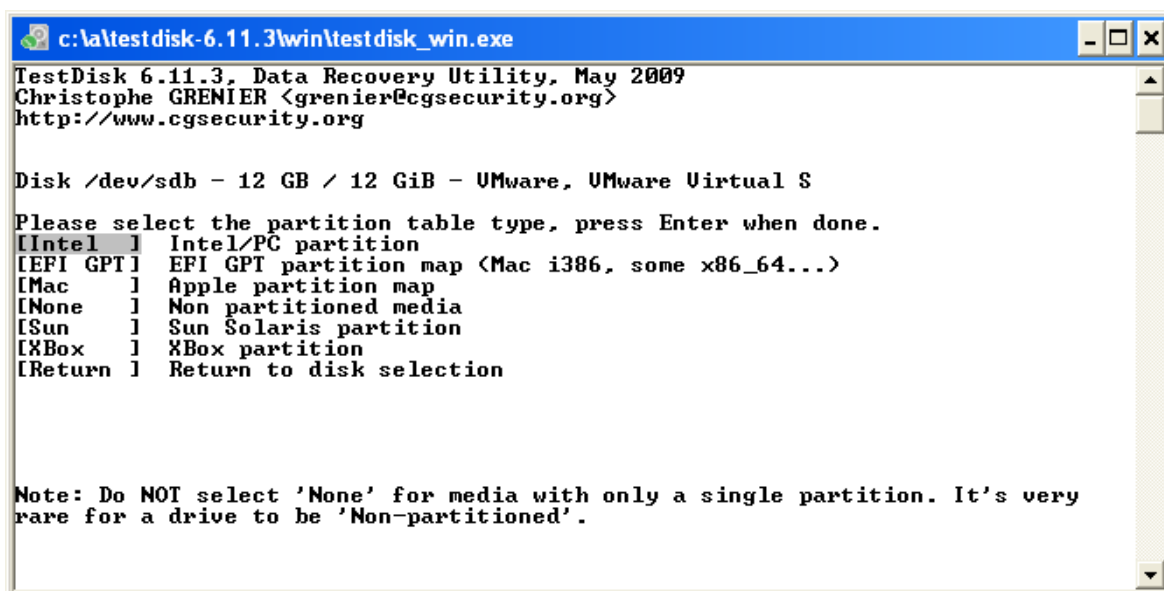 c:\a\testdisk-6.11.3\win\testdisk_win.exe
TestDisk 6.11.3, Data Recovery Utility, May 2009
Christophe GRENIER <grenier@cgsecurity.org>
http://www.cgsecurity.org
Disk /dev/sdb - 12 GB / 12 GiB - VMware, VMware Virtual S
Please select the partition table type, press Enter when done.
[Intel  ]  Intel/PC partition
[EFI GPT]  EFI GPT partition map (Mac i386, some x86_64...)
[Mac    ]  Apple partition map
[None   ]  Non partitioned media
[Sun    ]  Sun Solaris partition
[XBox   ]  XBox partition
[Return ]  Return to disk selection
Note: Do NOT select 'None' for media with only a single partition. It's very
rare for a drive to be 'Non-partitioned'.